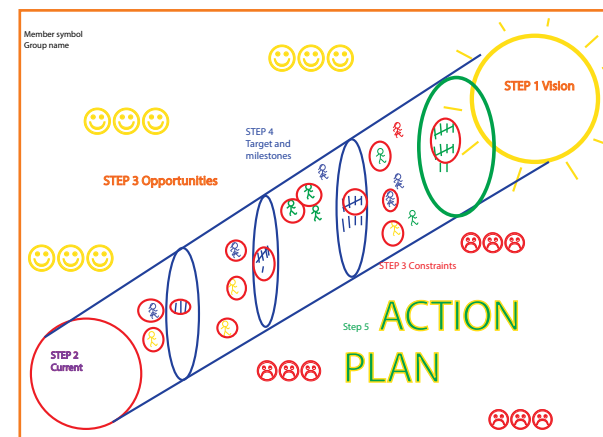 Member symbol
Group name
STEP 1 Vision
STEP 4
Target and
milestones
STEP 3 Opportunities
STEP 3 Constraints
Step 5 ACTION
PLAN
STEP 2
Current